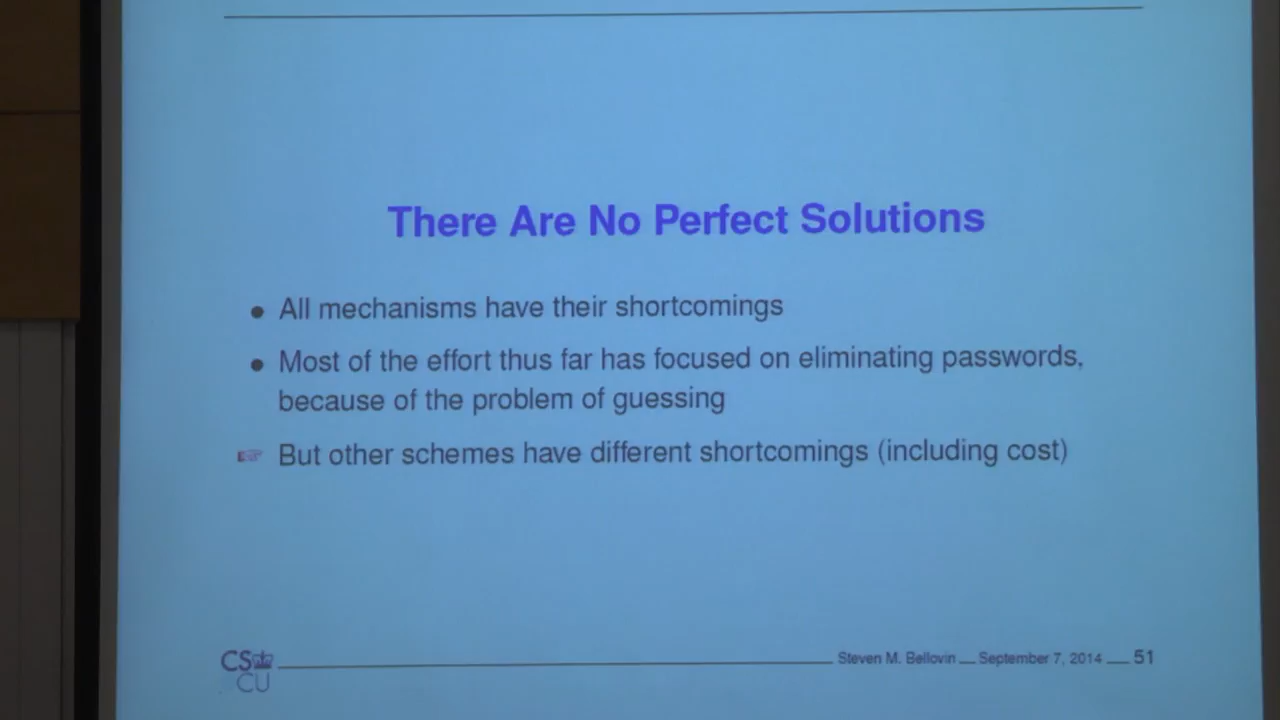 There Are No Perfect Solutions
• All mechanisms have their shortcomings
• Most of the effort thus far has focused on eliminating passwords,
because of the problem of guessing
☞ But other schemes have different shortcomings (including cost)
CS
CU
Steven M. Bellovin __ September 7, 2014 __ 51